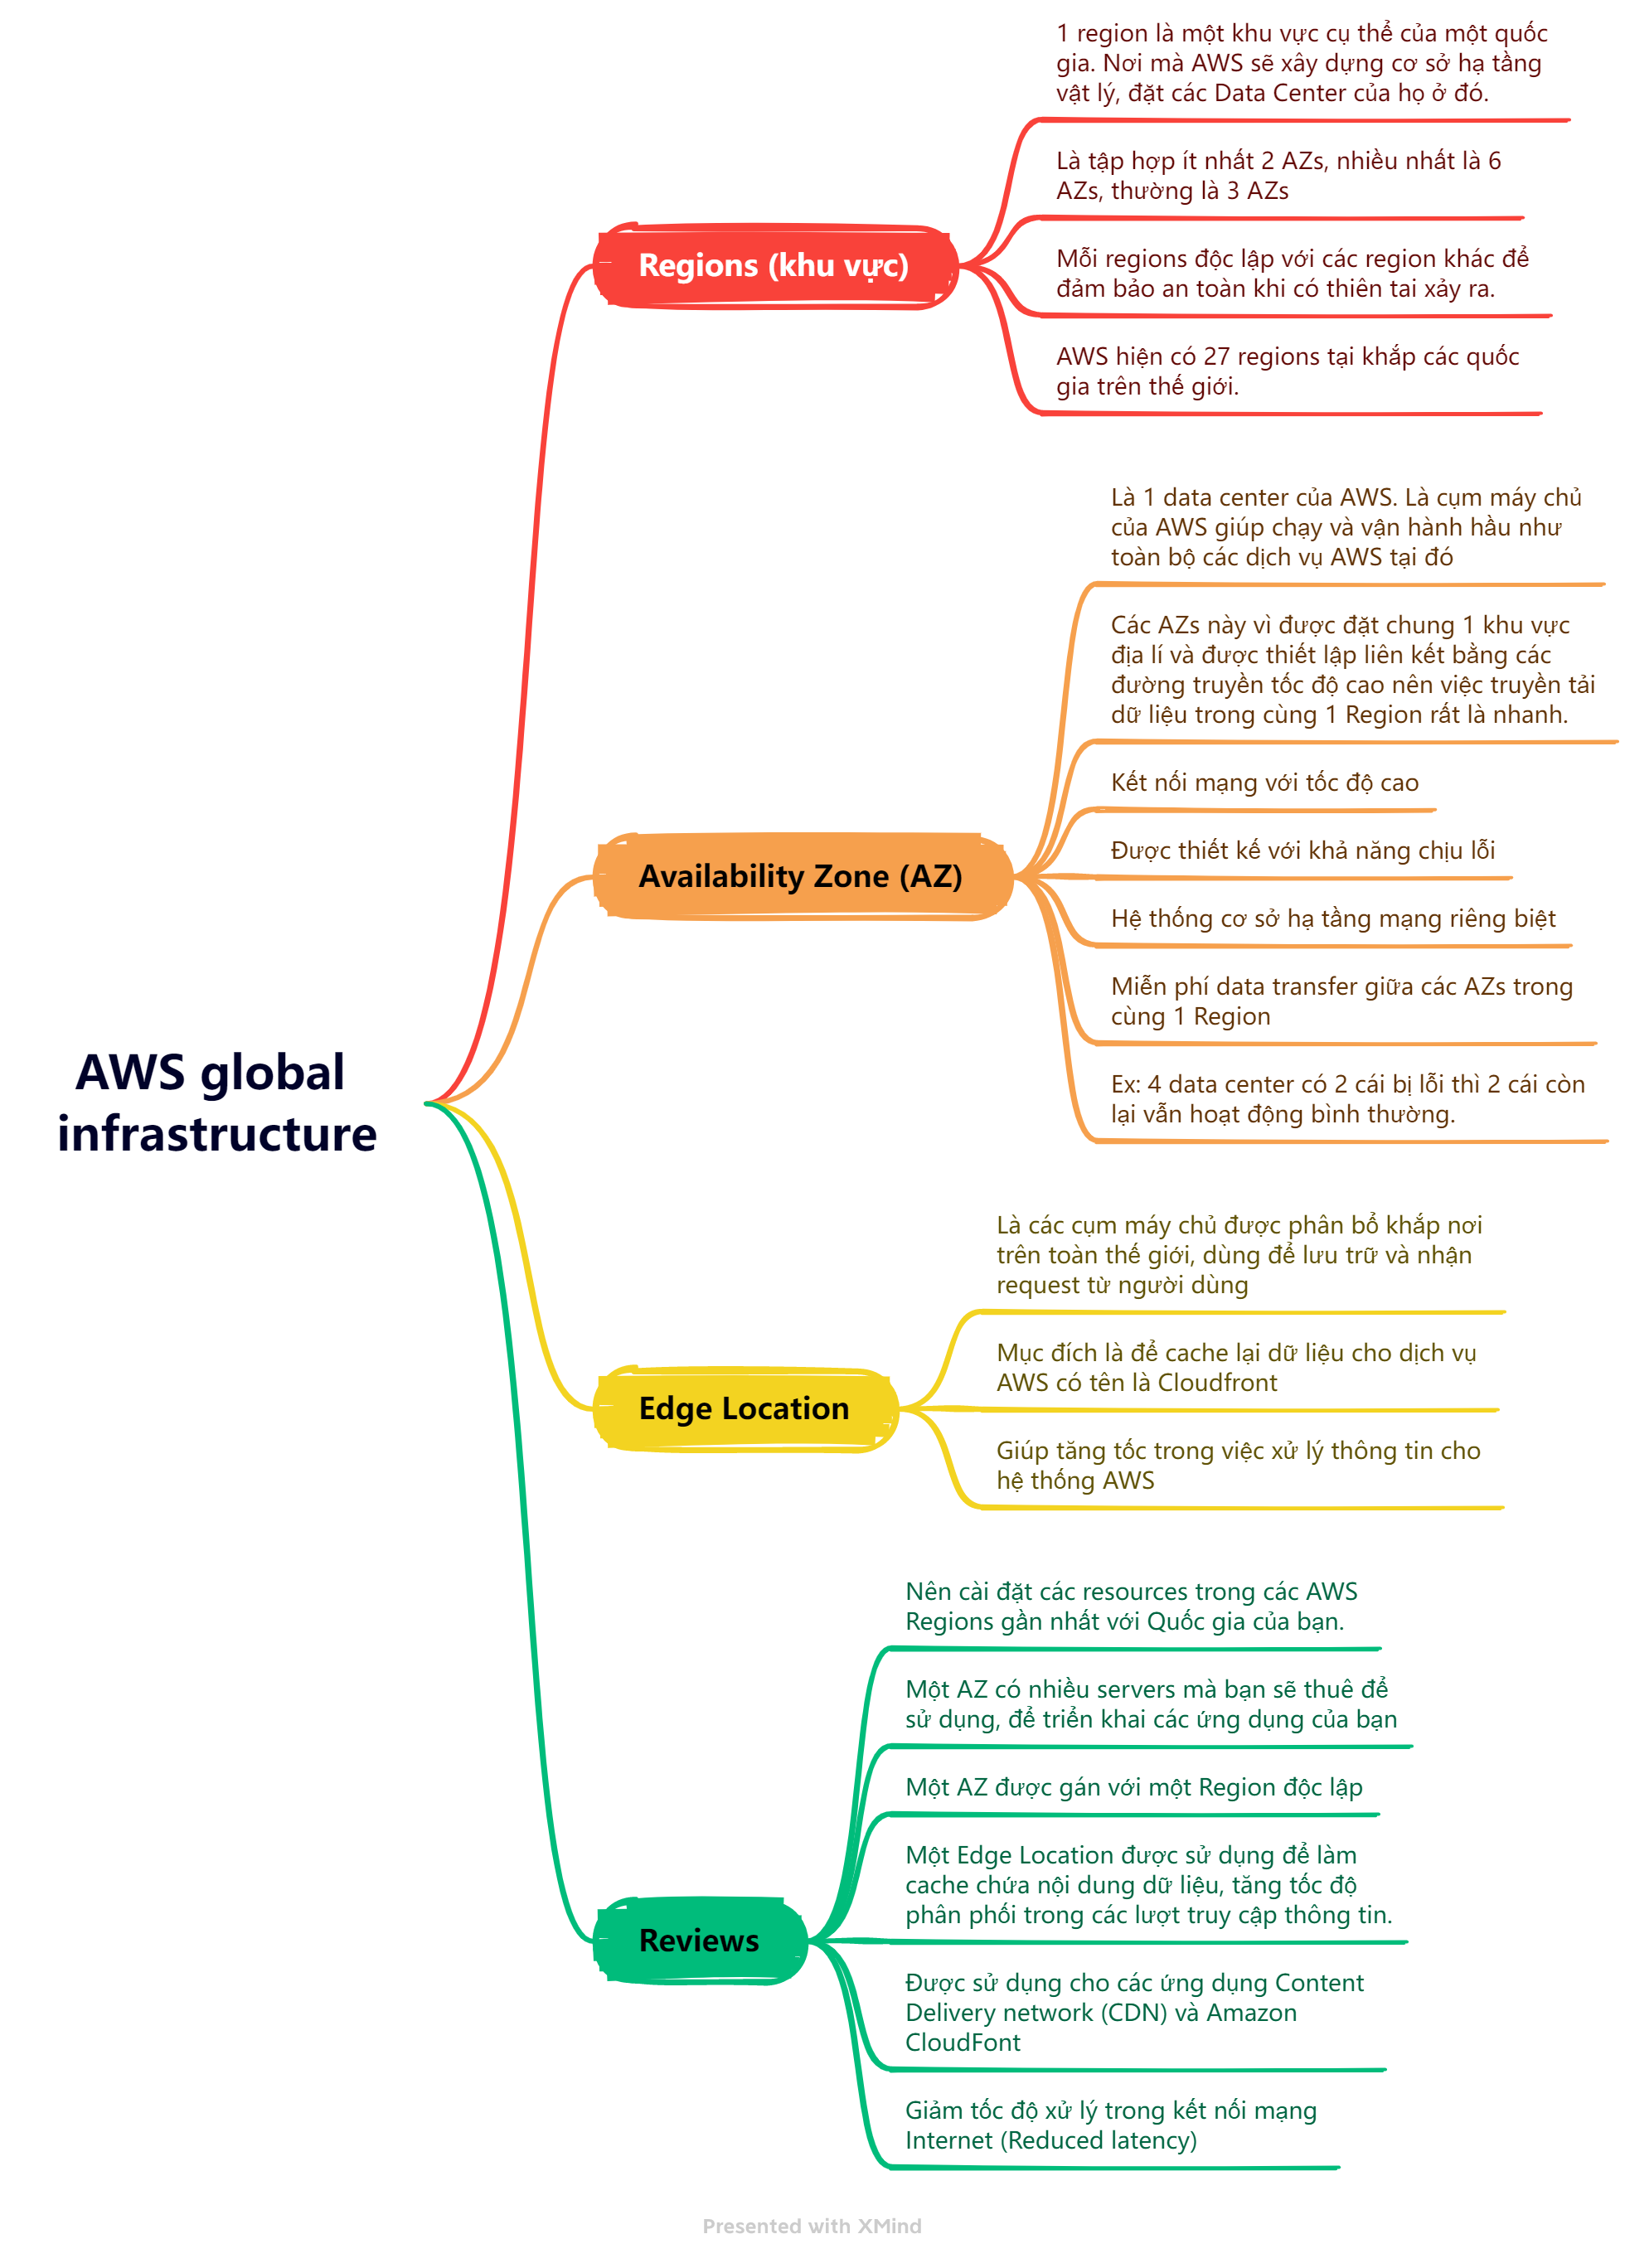 AWS global
infrastructure
Regions (khu vực)
1 region là một khu vực cụ thể của một quốc
gia. Nơi mà AWS sẽ xây dựng cơ sở hạ tầng
vật lý, đặt các Data Center của họ ở đó.
Là tập hợp ít nhất 2 AZs, nhiều nhất là 6
AZs, thường là 3 AZs
Mỗi regions độc lập với các region khác để
đảm bảo an toàn khi có thiên tai xảy ra.
AWS hiện có 27 regions tại khắp các quốc
gia trên thế giới.
Availability Zone (AZ)
Là 1 data center của AWS. Là cụm máy chủ
của AWS giúp chạy và vận hành hầu như
toàn bộ các dịch vụ AWS tại đó
Các AZs này vì được đặt chung 1 khu vực
địa lí và được thiết lập liên kết bằng các
đường truyền tốc độ cao nên việc truyền tải
dữ liệu trong cùng 1 Region rất là nhanh.
Kết nối mạng với tốc độ cao
Được thiết kế với khả năng chịu lỗi
Hệ thống cơ sở hạ tầng mạng riêng biệt
Miễn phí data transfer giữa các AZs trong
cùng 1 Region
Ex: 4 data center có 2 cái bị lỗi thì 2 cái còn
lại vẫn hoạt động bình thường.
Edge Location
Là các cụm máy chủ được phân bổ khắp nơi
trên toàn thế giới, dùng để lưu trữ và nhận
request từ người dùng
Mục đích là để cache lại dữ liệu cho dịch vụ
AWS có tên là Cloudfront
Giúp tăng tốc trong việc xử lý thông tin cho
hệ thống AWS
Reviews
Nên cài đặt các resources trong các AWS
Regions gần nhất với Quốc gia của bạn.
Một AZ có nhiều servers mà bạn sẽ thuê để
sử dụng, để triển khai các ứng dụng của bạn
Một AZ được gán với một Region độc lập
Một Edge Location được sử dụng để làm
cache chứa nội dung dữ liệu, tăng tốc độ
phân phối trong các lượt truy cập thông tin.
Được sử dụng cho các ứng dụng Content
Delivery network (CDN) và Amazon
CloudFont
Giảm tốc độ xử lý trong kết nối mạng
Internet (Reduced latency)
Presented with XMind